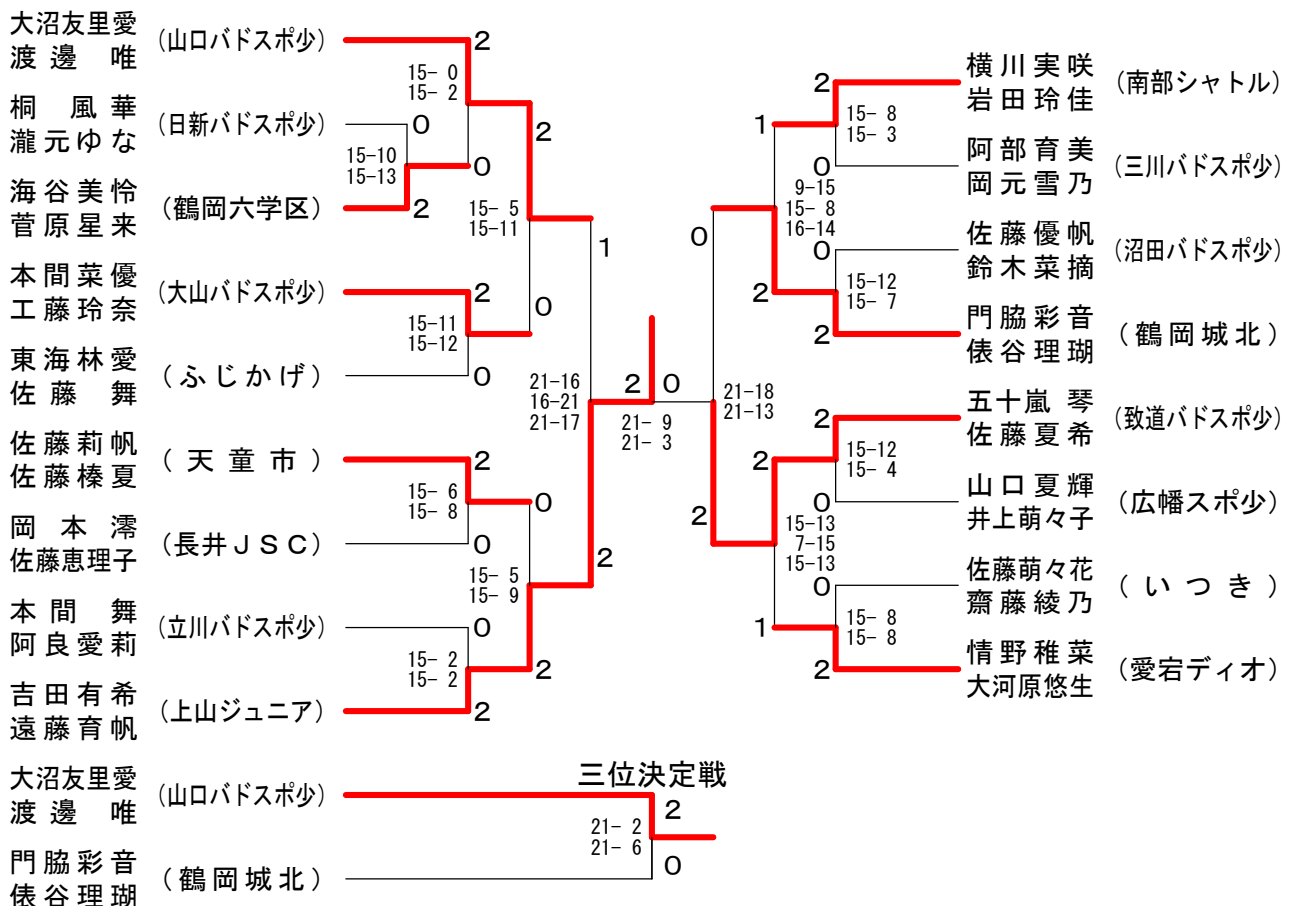 大沼友里愛
渡邊　唯
(山口バドスポ少)
2
15- 0
15- 2
桐　風華
瀧元ゆな
(日新バドスポ少)
0
15-10
15-13
0
2
海谷美怜
菅原星来
(鶴岡六学区)
2
15- 5
15-11
1
本間菜優
工藤玲奈
(大山バドスポ少)
2
0
15-11
15-12
東海林愛
佐藤　舞
(ふじかげ)
0
21-16
16-21
21-17
佐藤莉帆
佐藤榛夏
(天童市)
2
15- 6
15- 8
0
岡本　澪
佐藤恵理子
(長井ＪＳＣ)
0
15- 5
15- 9
2
本間　舞
阿良愛莉
(立川バドスポ少)
0
15- 2
15- 2
2
吉田有希
遠藤育帆
(上山ジュニア)
2
2
0
21- 9
21- 3
横川実咲
岩田玲佳
(南部シャトル)
2
1
15- 8
15- 3
阿部育美
岡元雪乃
(三川バドスポ少)
0
9-15
15- 8
16-14
0
佐藤優帆
鈴木菜摘
(沼田バドスポ少)
0
15-12
15- 7
2
門脇彩音
俵谷理瑚
(鶴岡城北)
2
21-18
21-13
五十嵐琴
佐藤夏希
(致道バドスポ少)
2
2
15-12
15- 4
山口夏輝
井上萌々子
(広幡スポ少)
0
2
15-13
7-15
15-13
佐藤萌々花
齋藤綾乃
(いつき)
0
15- 8
15- 8
1
情野稚菜
大河原悠生
(愛宕ディオ)
2
三位決定戦
大沼友里愛
渡邊　唯
(山口バドスポ少)
2
21- 2
21- 6
門脇彩音
俵谷理瑚
(鶴岡城北)
0